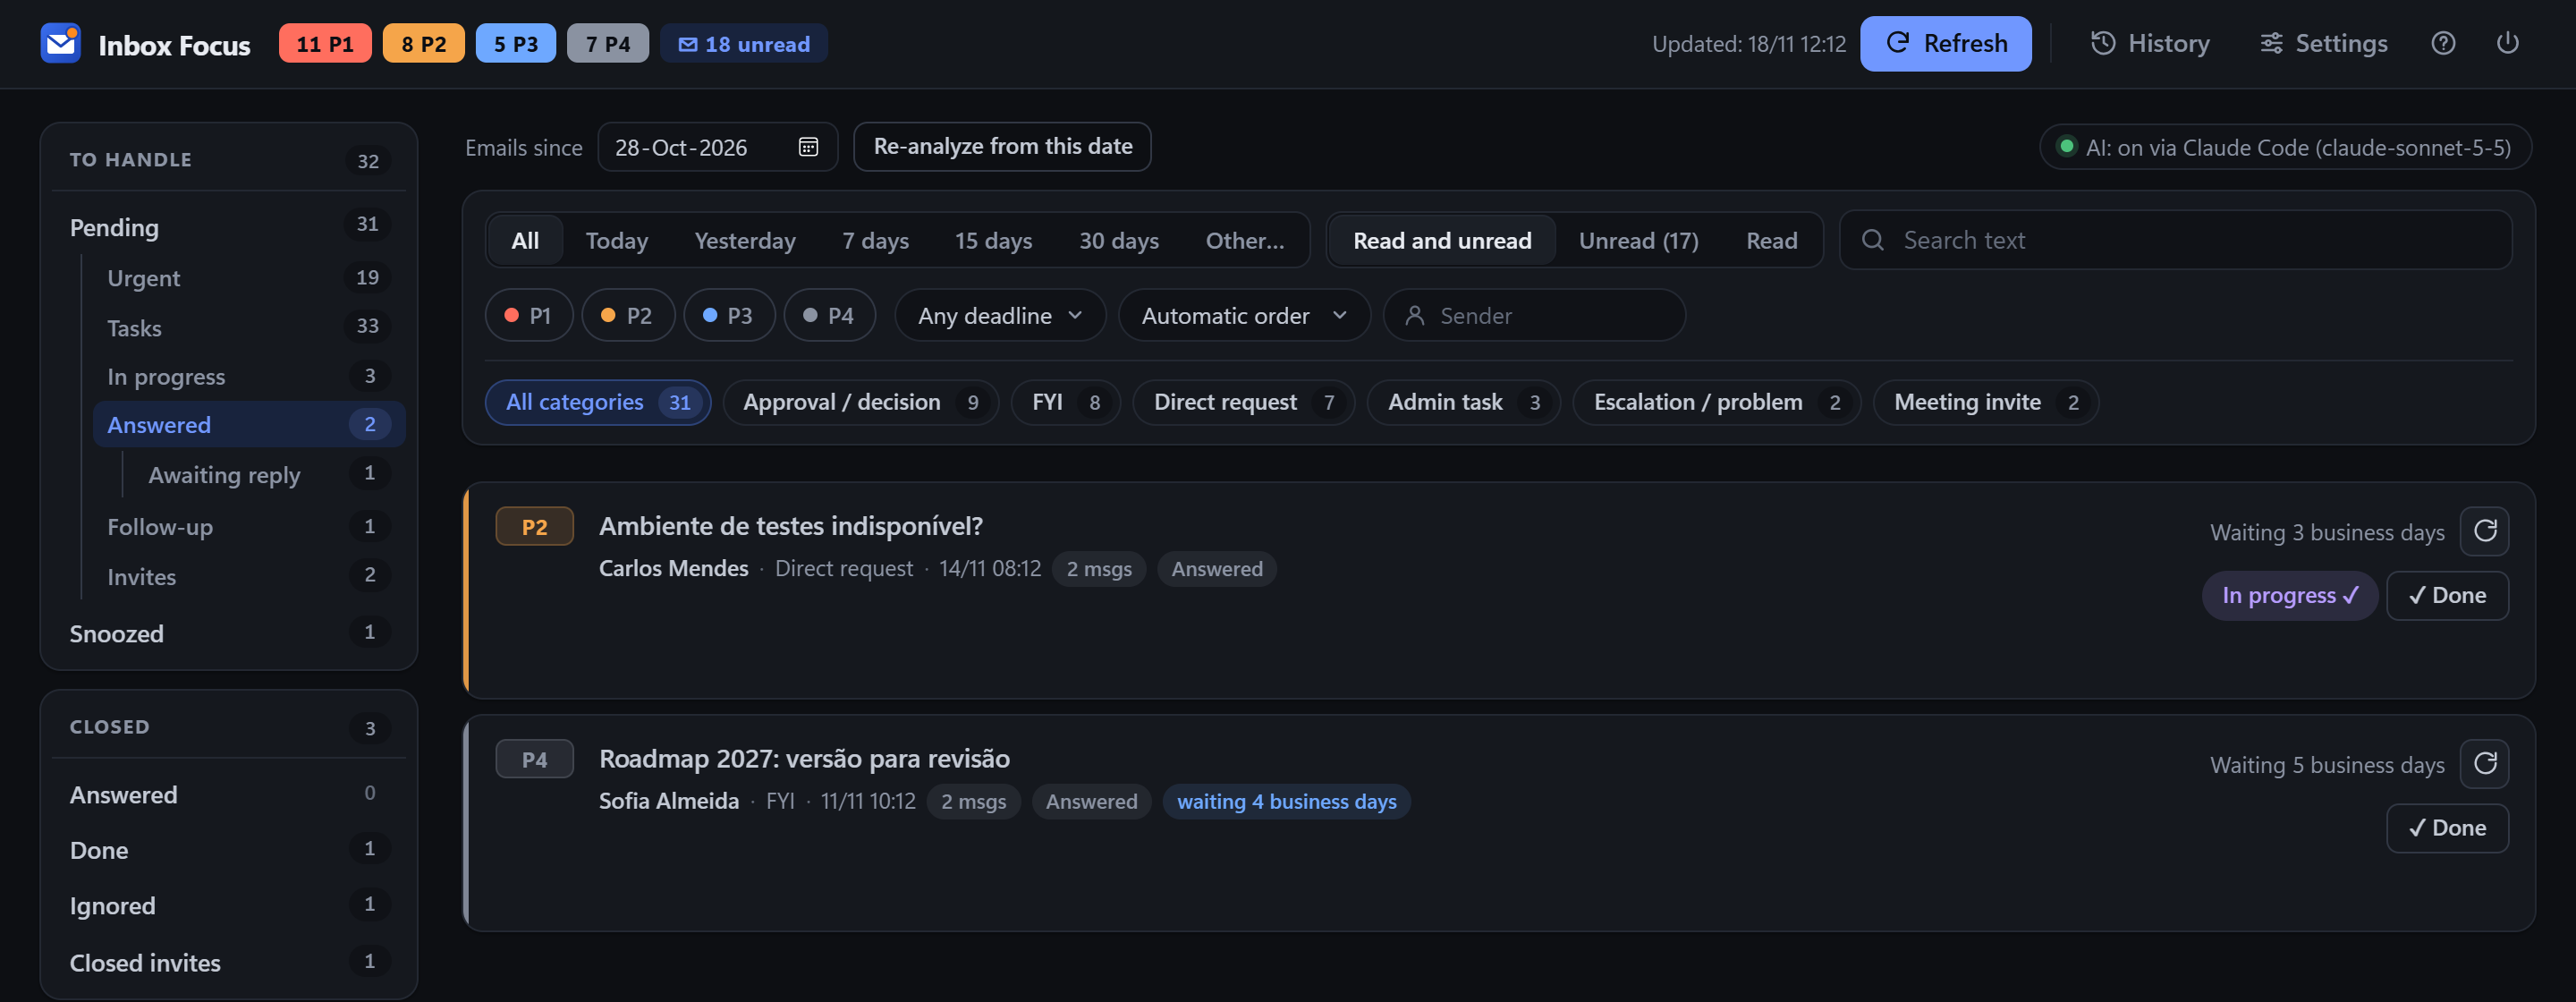 Inbox Focus 11 P1 8 P2 5 P3 7 P4 18 unread Updated: 18/11 12:12 Refresh History Settings
TO HANDLE 32
Pending 31
Urgent 19
Tasks 33
In progress 3
Answered 2
Awaiting reply 1
Follow-up 1
Invites 2
Snoozed 1
CLOSED 3
Answered 0
Done 1
Ignored 1
Closed invites 1
Emails since 28-Oct-2026 Re-analyze from this date AI: on via Claude Code (claude-sonnet-5-5)
All Today Yesterday 7 days 15 days 30 days Other... Read and unread Unread (17) Read Search text
P1 P2 P3 P4 Any deadline Automatic order Sender
All categories 31 Approval / decision 9 FYI 8 Direct request 7 Admin task 3 Escalation / problem 2 Meeting invite 2
P2 Ambiente de testes indisponível? Waiting 3 business days
Carlos Mendes · Direct request · 14/11 08:12 2 msgs Answered
In progress ✓ ✓ Done
P4 Roadmap 2027: versão para revisão Waiting 5 business days
Sofia Almeida · FYI · 11/11 10:12 2 msgs Answered waiting 4 business days
✓ Done